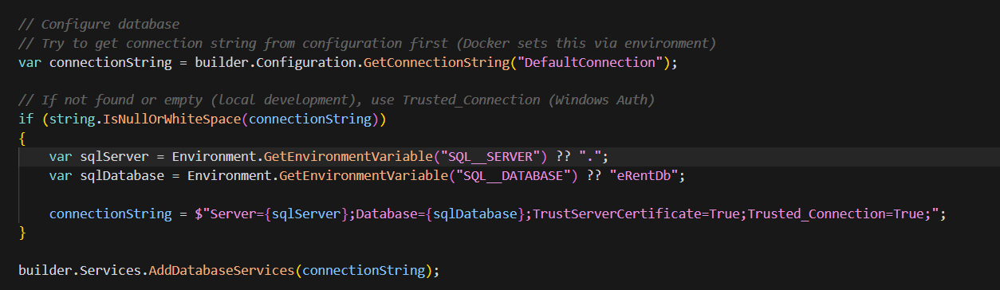 // Configure database
// Try to get connection string from configuration first (Docker sets this via environment)
var connectionString = builder.Configuration.GetConnectionString("DefaultConnection");
// If not found or empty (local development), use Trusted_Connection (Windows Auth)
if (string.IsNullOrWhiteSpace(connectionString))
{
    var sqlServer = Environment.GetEnvironmentVariable("SQL__SERVER") ?? ".";
    var sqlDatabase = Environment.GetEnvironmentVariable("SQL__DATABASE") ?? "eRentDb";
    connectionString = $"Server={sqlServer};Database={sqlDatabase};TrustServerCertificate=True;Trusted_Connection=True;";
}
builder.Services.AddDatabaseServices(connectionString);